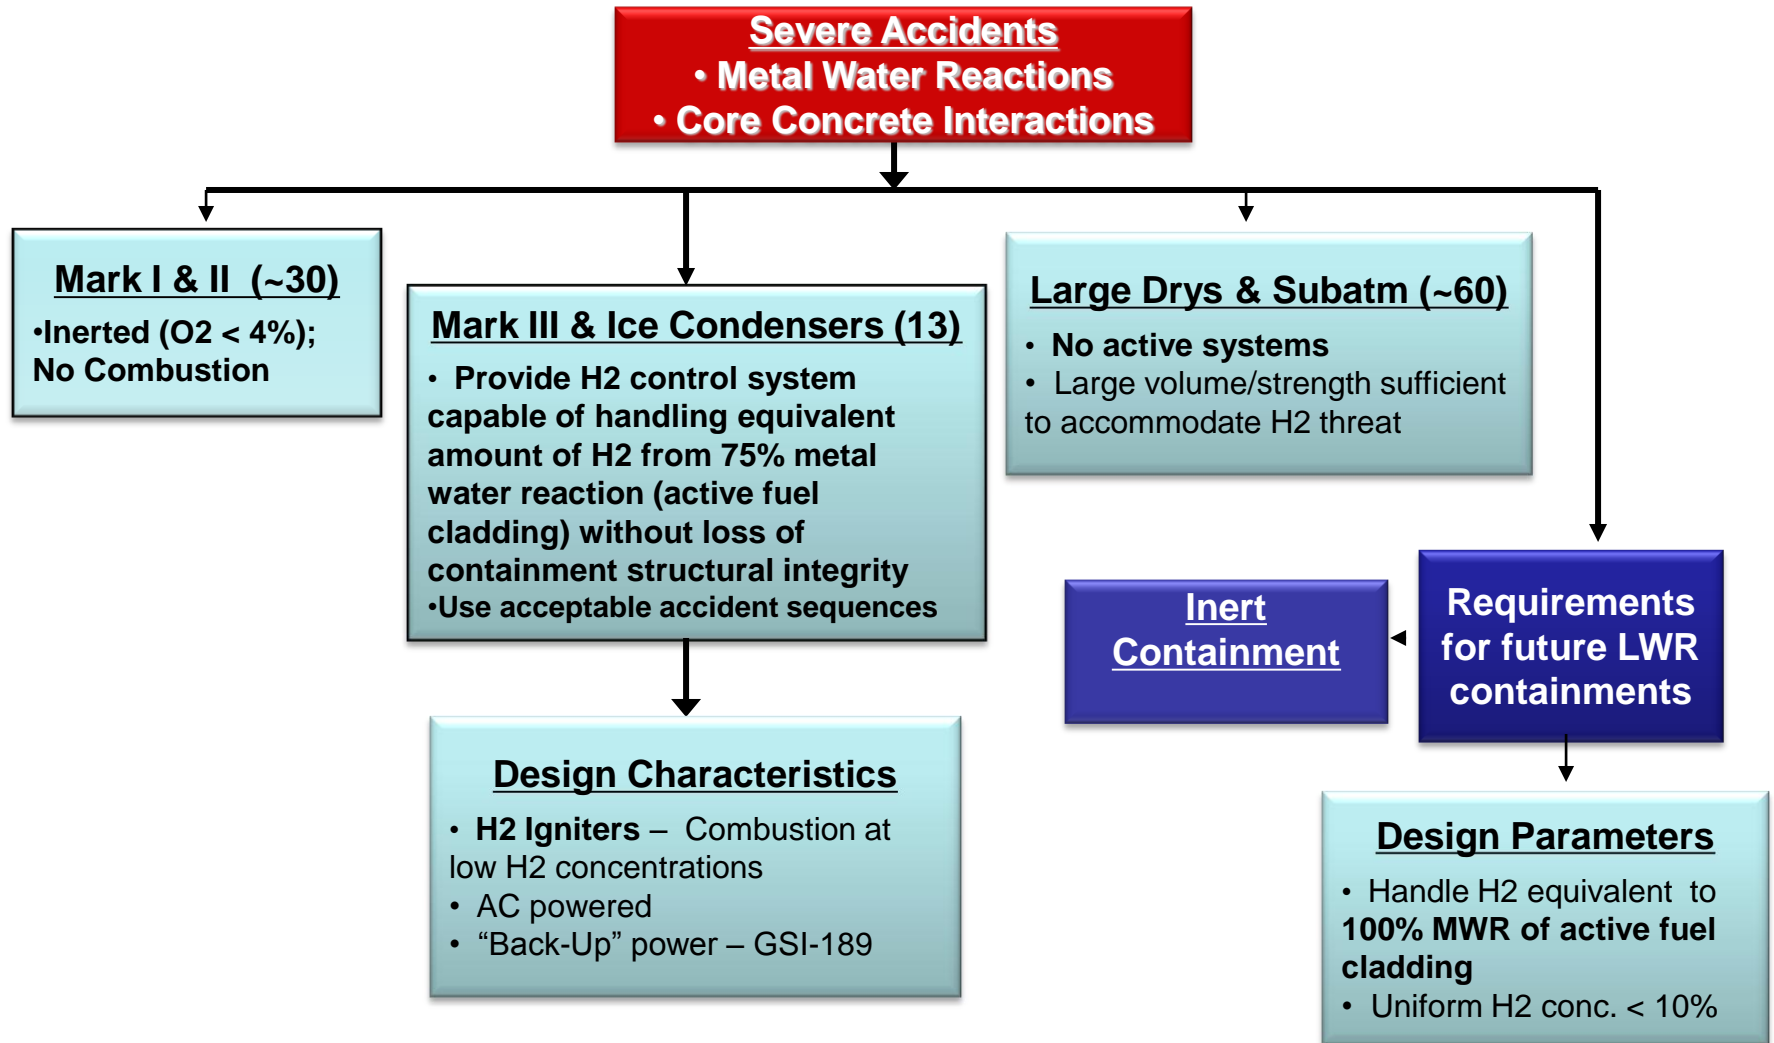 Severe Accidents
• Metal Water Reactions
• Core Concrete Interactions
Mark I & II (~30)
•Inerted (O2 < 4%);
No Combustion
Mark III & Ice Condensers (13)
• Provide H2 control system
capable of handling equivalent
amount of H2 from 75% metal
water reaction (active fuel
cladding) without loss of
containment structural integrity
•Use acceptable accident sequences
Large Drys & Subatm (~60)
• No active systems
• Large volume/strength sufficient
to accommodate H2 threat
Inert
Containment
Requirements
for future LWR
containments
Design Characteristics
• H2 Igniters – Combustion at
low H2 concentrations
• AC powered
• “Back-Up” power – GSI-189
Design Parameters
• Handle H2 equivalent to
100% MWR of active fuel
cladding
• Uniform H2 conc. < 10%